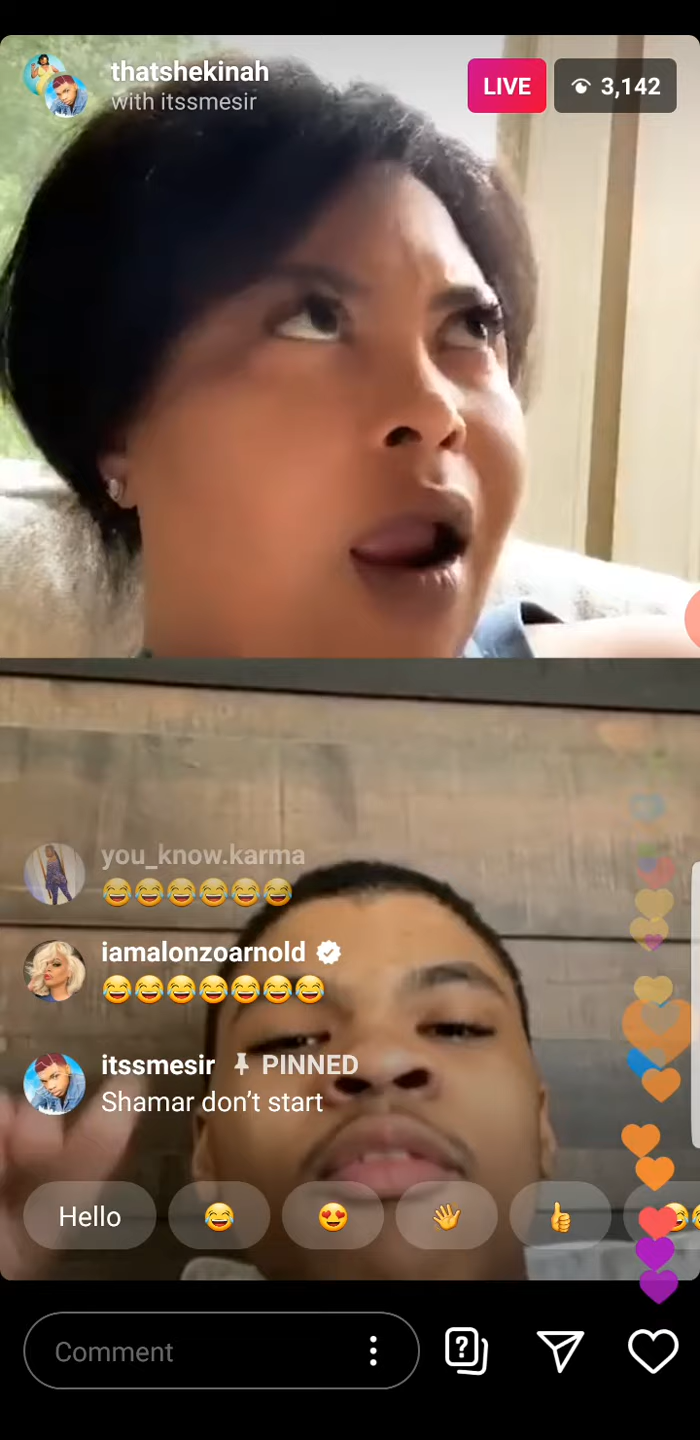 thatshekinah
with itssmesir
LIVE
3,142
you_know.karma
😂😂😂😂😂😂
iamalonzoarnold
😂😂😂😂😂😂😂
itssmesir PINNED
Shamar don’t start
Hello
Comment